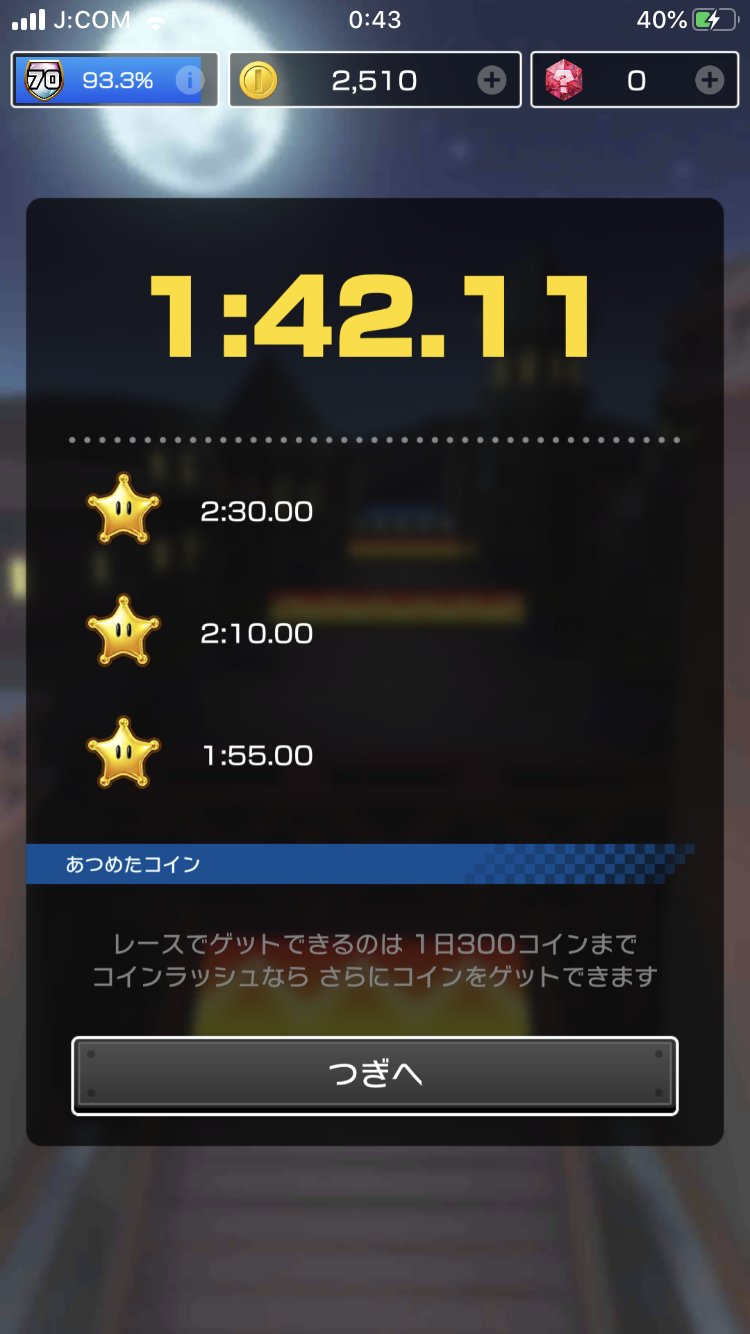 J:COM 0:43 40%
70 93.3% i 2,510 + ? 0 +
1:42.11
2:30.00
2:10.00
1:55.00
あつめたコイン
レースでゲットできるのは 1日300コインまで
コインラッシュなら さらにコインをゲットできます
つぎへ